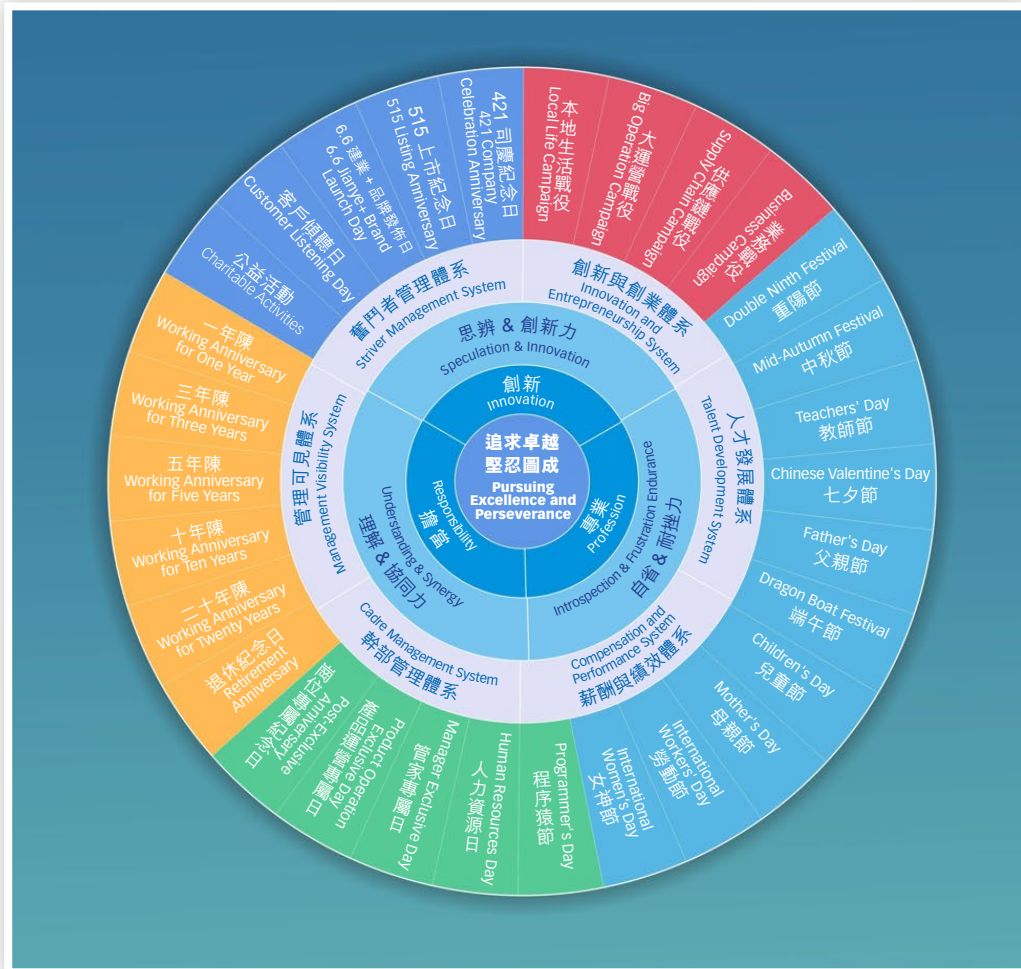 追求卓越
堅忍圖成
Pursuing
Excellence and
Perseverance
創新
Innovation
專業
Profession
擔當
Responsibility
思辨 & 創新力
Speculation & Innovation
自省 & 耐挫力
Introspection & Frustration Endurance
理解 & 協同力
Understanding & Synergy
創新與創業體系
Innovation and
Entrepreneurship System
人才發展體系
Talent Development System
Compensation and
Performance System
薪酬與績效體系
Cadre Management System
幹部管理體系
管理可見體系
Management Visibility System
奮鬥者管理體系
Striver Management System
本地生活戰役
Local Life Campaign
大運營戰役
Big Operation Campaign
供應鏈戰役
Supply Chain Campaign
業務戰役
Business Campaign
Double Ninth Festival
重陽節
Mid-Autumn Festival
中秋節
Teachers' Day
教師節
Chinese Valentine's Day
七夕節
Father's Day
父親節
Dragon Boat Festival
端午節
Children's Day
兒童節
Mother's Day
母親節
International
Workers' Day
勞動節
International
Women's Day
女神節
Programmer's Day
程序猿節
Human Resources Day
人力資源日
Manager Exclusive Day
管家專屬日
Product Operation
Exclusive Day
產品運營專屬日
Post-Exclusive
Anniversary
崗位專屬紀念日
退休紀念日
Retirement
Anniversary
二十年陳
Working Anniversary
for Twenty Years
十年陳
Working Anniversary
for Ten Years
五年陳
Working Anniversary
for Five Years
三年陳
Working Anniversary
for Three Years
一年陳
Working Anniversary
for One Year
公益活動
Charitable Activities
客戶傾聽日
Customer Listening Day
6.6 建業 + 品牌發佈日
6.6 Jianye+ Brand
Launch Day
515 上市紀念日
515 Listing Anniversary
421 司慶紀念日
421 Company
Celebration Anniversary